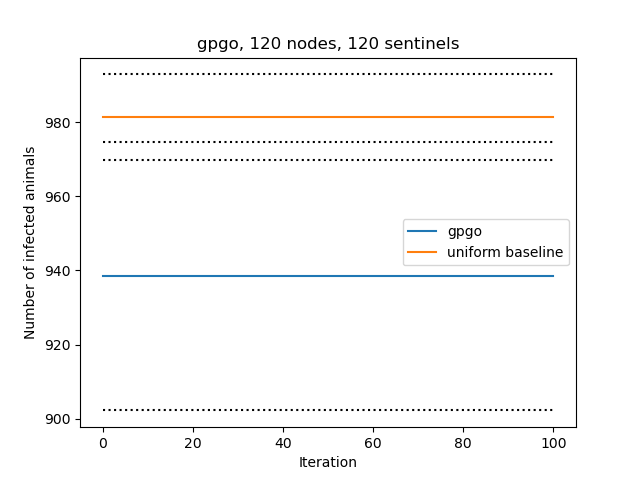 gpgo, 120 nodes, 120 sentinels
Number of infected animals
980
960
940
920
900
gpgo
uniform baseline
0
20
40
60
80
100
Iteration